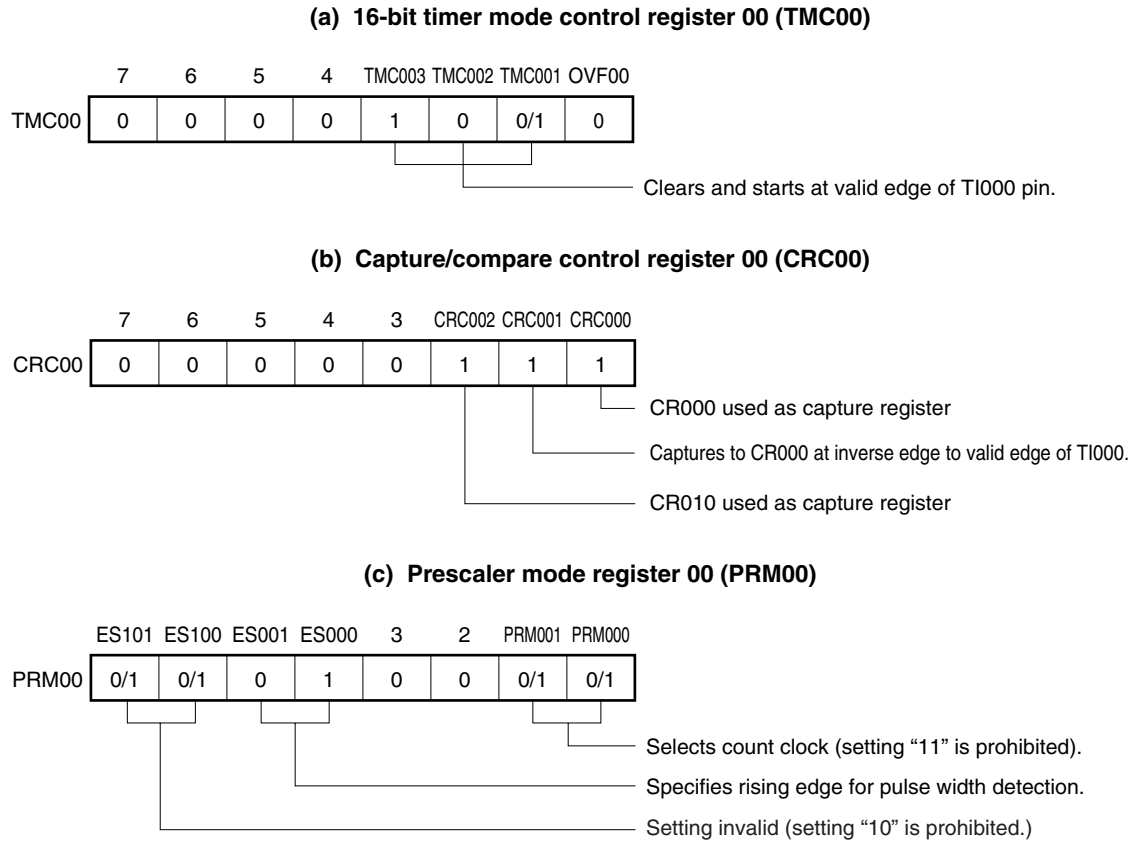 (a) 16-bit timer mode control register 00 (TMC00)
7 6 5 4 TMC003 TMC002 TMC001 OVF00
TMC00 0 0 0 0 1 0 0/1 0
Clears and starts at valid edge of TI000 pin.
(b) Capture/compare control register 00 (CRC00)
7 6 5 4 3 CRC002 CRC001 CRC000
CRC00 0 0 0 0 0 1 1 1
CR000 used as capture register
Captures to CR000 at inverse edge to valid edge of TI000.
CR010 used as capture register
(c) Prescaler mode register 00 (PRM00)
ES101 ES100 ES001 ES000 3 2 PRM001 PRM000
PRM00 0/1 0/1 0 1 0 0 0/1 0/1
Selects count clock (setting “11” is prohibited).
Specifies rising edge for pulse width detection.
Setting invalid (setting “10” is prohibited.)